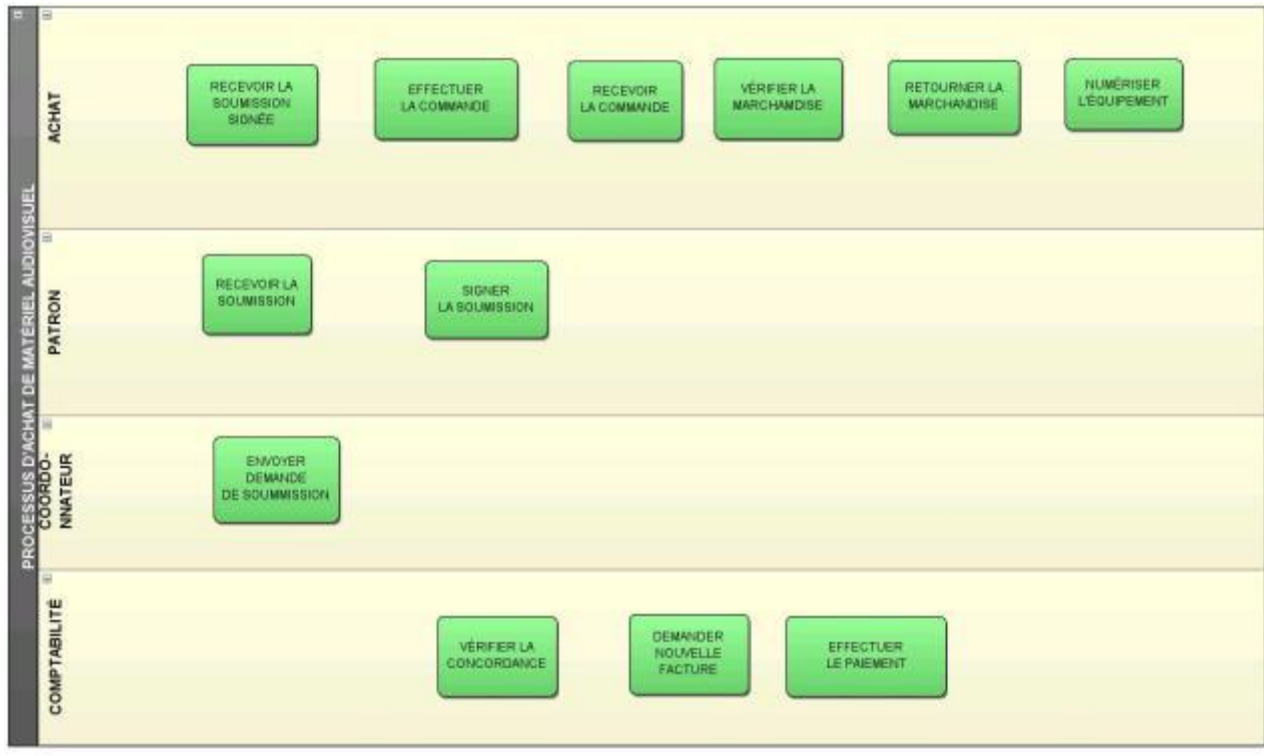 PROCESSUS D'ACHAT DE MATÉRIEL AUDIOVISUEL
ACHAT
RECEVOIR LA
SOUMISSION
SIGNÉE
EFFECTUER
LA COMMANDE
RECEVOIR
LA COMMANDE
VÉRIFIER LA
MARCHAMDISE
RETOURNER LA
MARCHANDISE
NUMÉRISER
L'ÉQUIPEMENT
PATRON
RECEVOIR LA
SOUMISSION
SIGNER
LA SOUMISSION
COORDO-
NNATEUR
ENVOYER
DEMANDE
DE SOUMMISSION
COMPTABILITÉ
VÉRIFIER LA
CONCORDANCE
DEMANDER
NOUVELLE
FACTURE
EFFECTUER
LE PAIEMENT